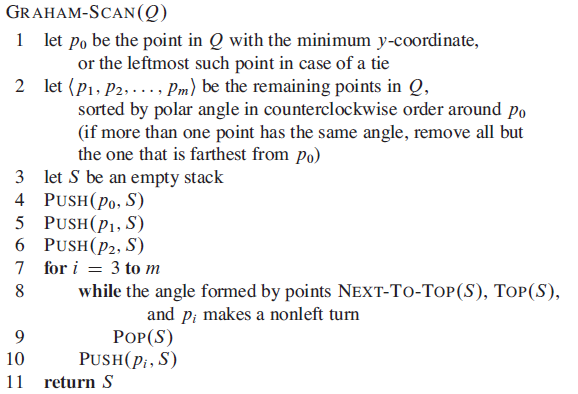 GRAHAM-SCAN(Q)
1 let p₀ be the point in Q with the minimum y-coordinate,
or the leftmost such point in case of a tie
2 let ⟨p₁, p₂, . . . , pₘ⟩ be the remaining points in Q,
sorted by polar angle in counterclockwise order around p₀
(if more than one point has the same angle, remove all but
the one that is farthest from p₀)
3 let S be an empty stack
4 PUSH(p₀, S)
5 PUSH(p₁, S)
6 PUSH(p₂, S)
7 for i = 3 to m
8 while the angle formed by points NEXT-TO-TOP(S), TOP(S),
and pᵢ makes a nonleft turn
9 POP(S)
10 PUSH(pᵢ, S)
11 return S